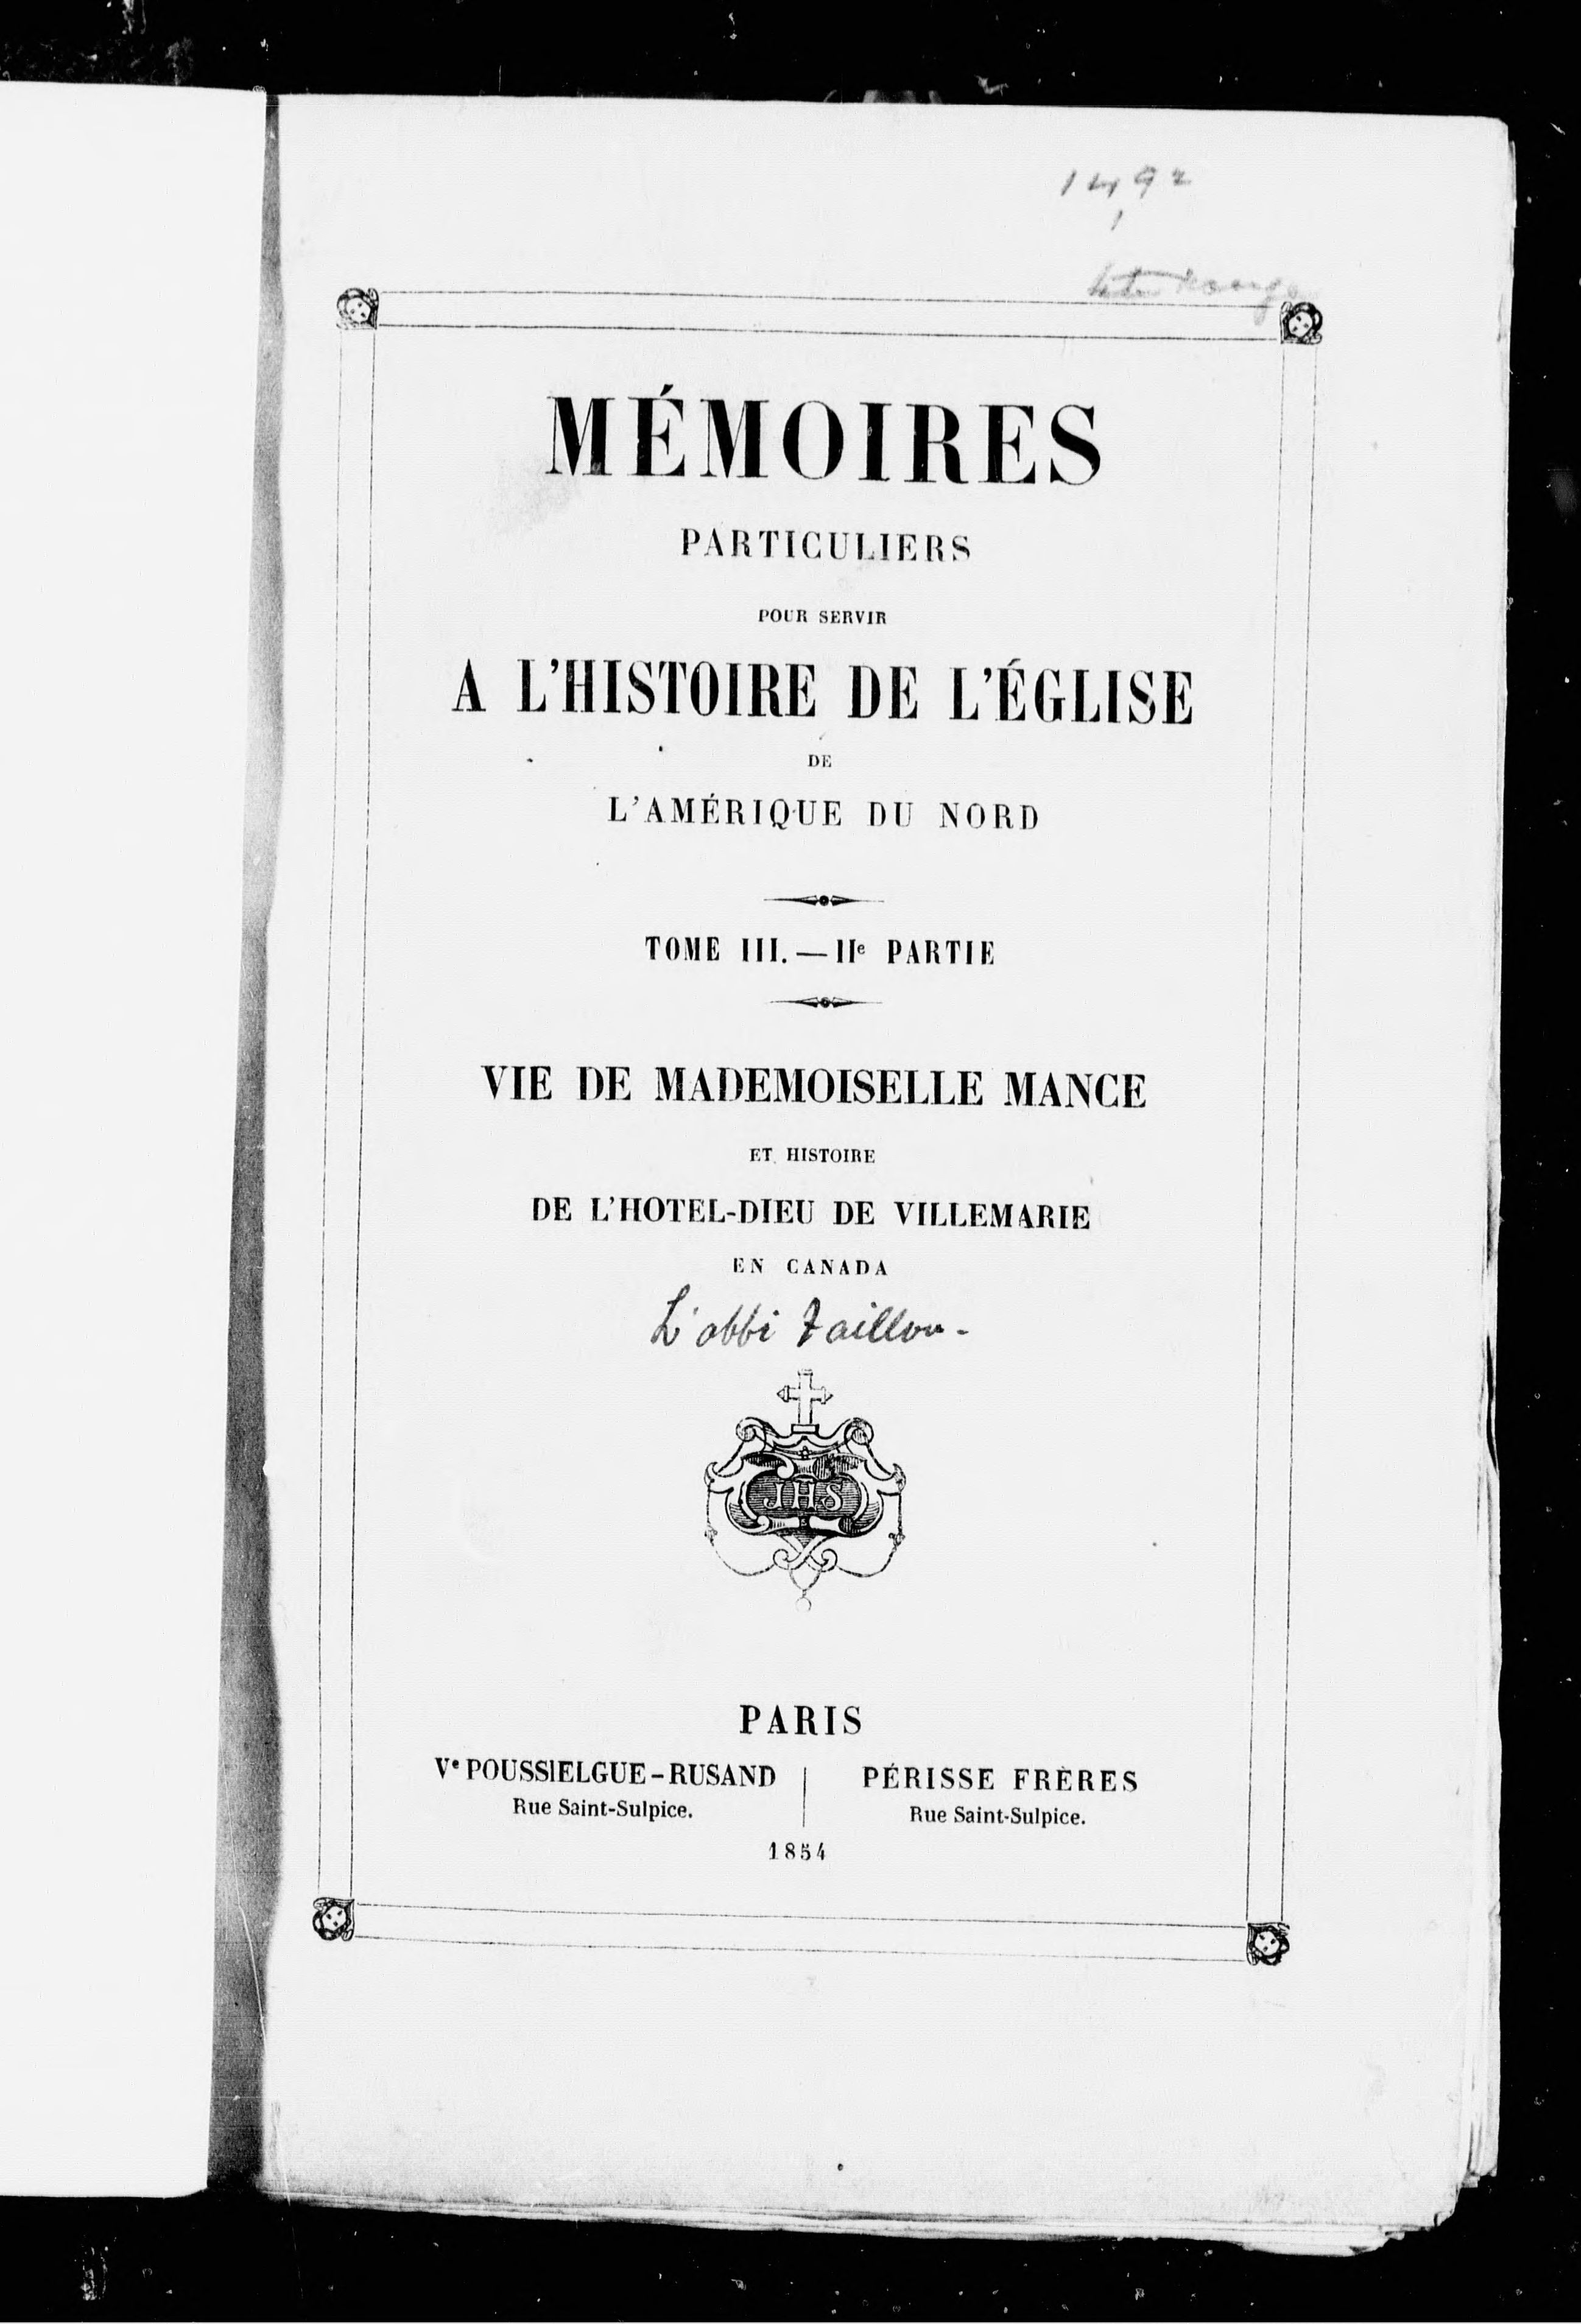 1492
MÉMOIRES
PARTICULIERS
POUR SERVIR
A L'HISTOIRE DE L'ÉGLISE
DE
L'AMÉRIQUE DU NORD
TOME III. — IIe PARTIE
VIE DE MADEMOISELLE MANCE
ET HISTOIRE
DE L'HOTEL-DIEU DE VILLEMARIE
EN CANADA
L'abbé Faillon -
JHS
PARIS
Ve POUSSIELGUE-RUSAND
Rue Saint-Sulpice.
PÉRISSE FRÈRES
Rue Saint-Sulpice.
1854